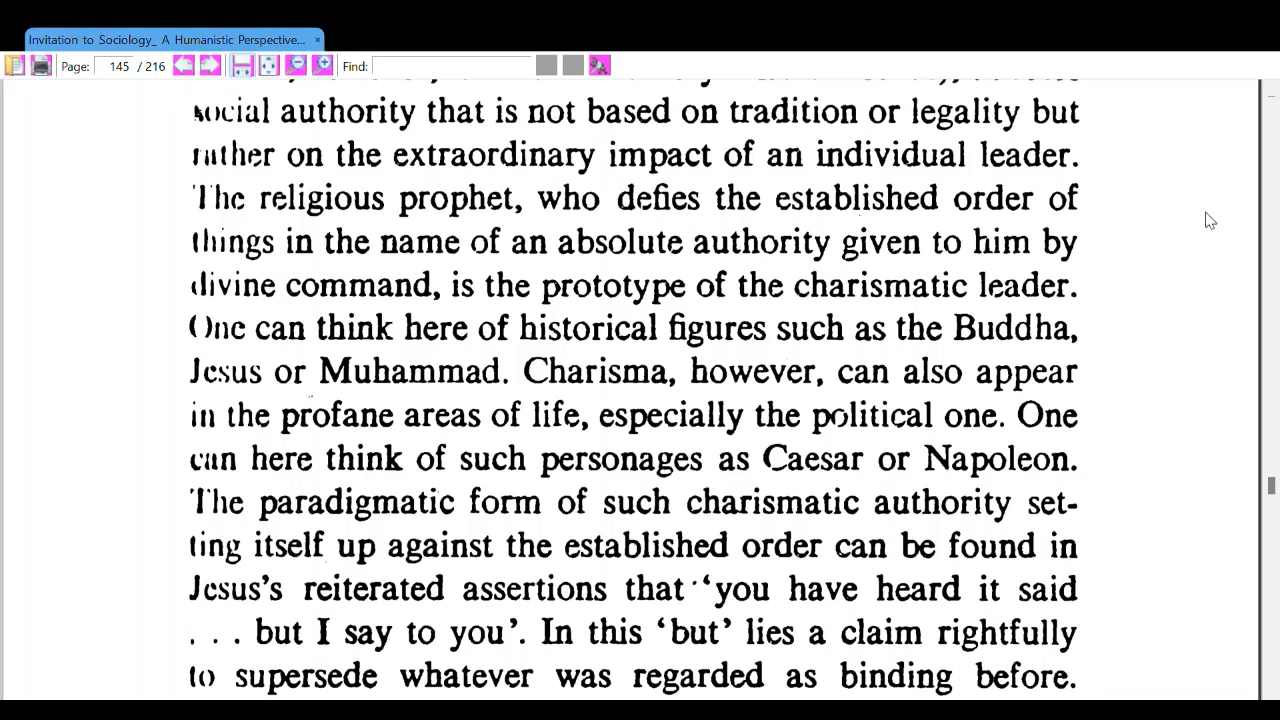 Invitation to Sociology_ A Humanistic Perspective... ×
Page: 145 / 216 Find:
social authority that is not based on tradition or legality but
rather on the extraordinary impact of an individual leader.
The religious prophet, who defies the established order of
things in the name of an absolute authority given to him by
divine command, is the prototype of the charismatic leader.
One can think here of historical figures such as the Buddha,
Jesus or Muhammad. Charisma, however, can also appear
in the profane areas of life, especially the political one. One
can here think of such personages as Caesar or Napoleon.
The paradigmatic form of such charismatic authority set-
ting itself up against the established order can be found in
Jesus's reiterated assertions that 'you have heard it said
. . . but I say to you'. In this 'but' lies a claim rightfully
to supersede whatever was regarded as binding before.